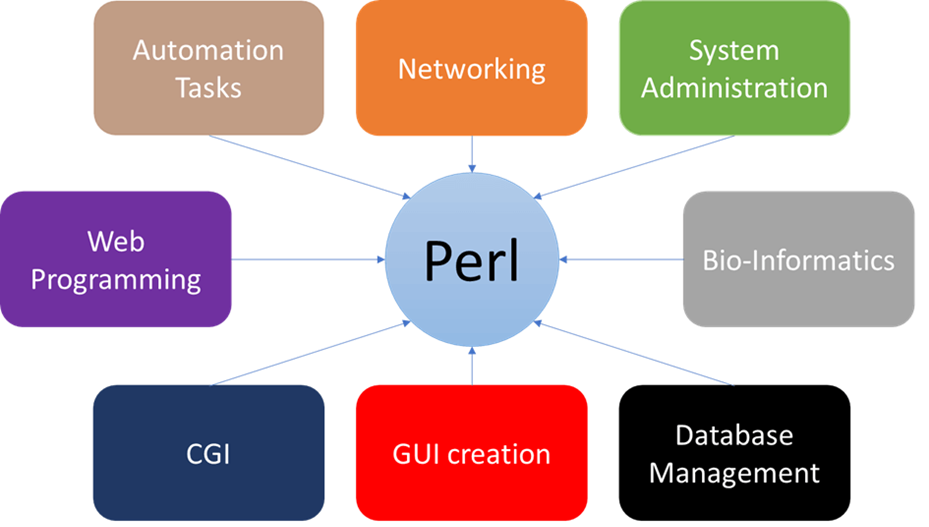 Automation
Tasks
Networking
System
Administration
Web
Programming
Perl
Bio-Informatics
CGI
GUI creation
Database
Management